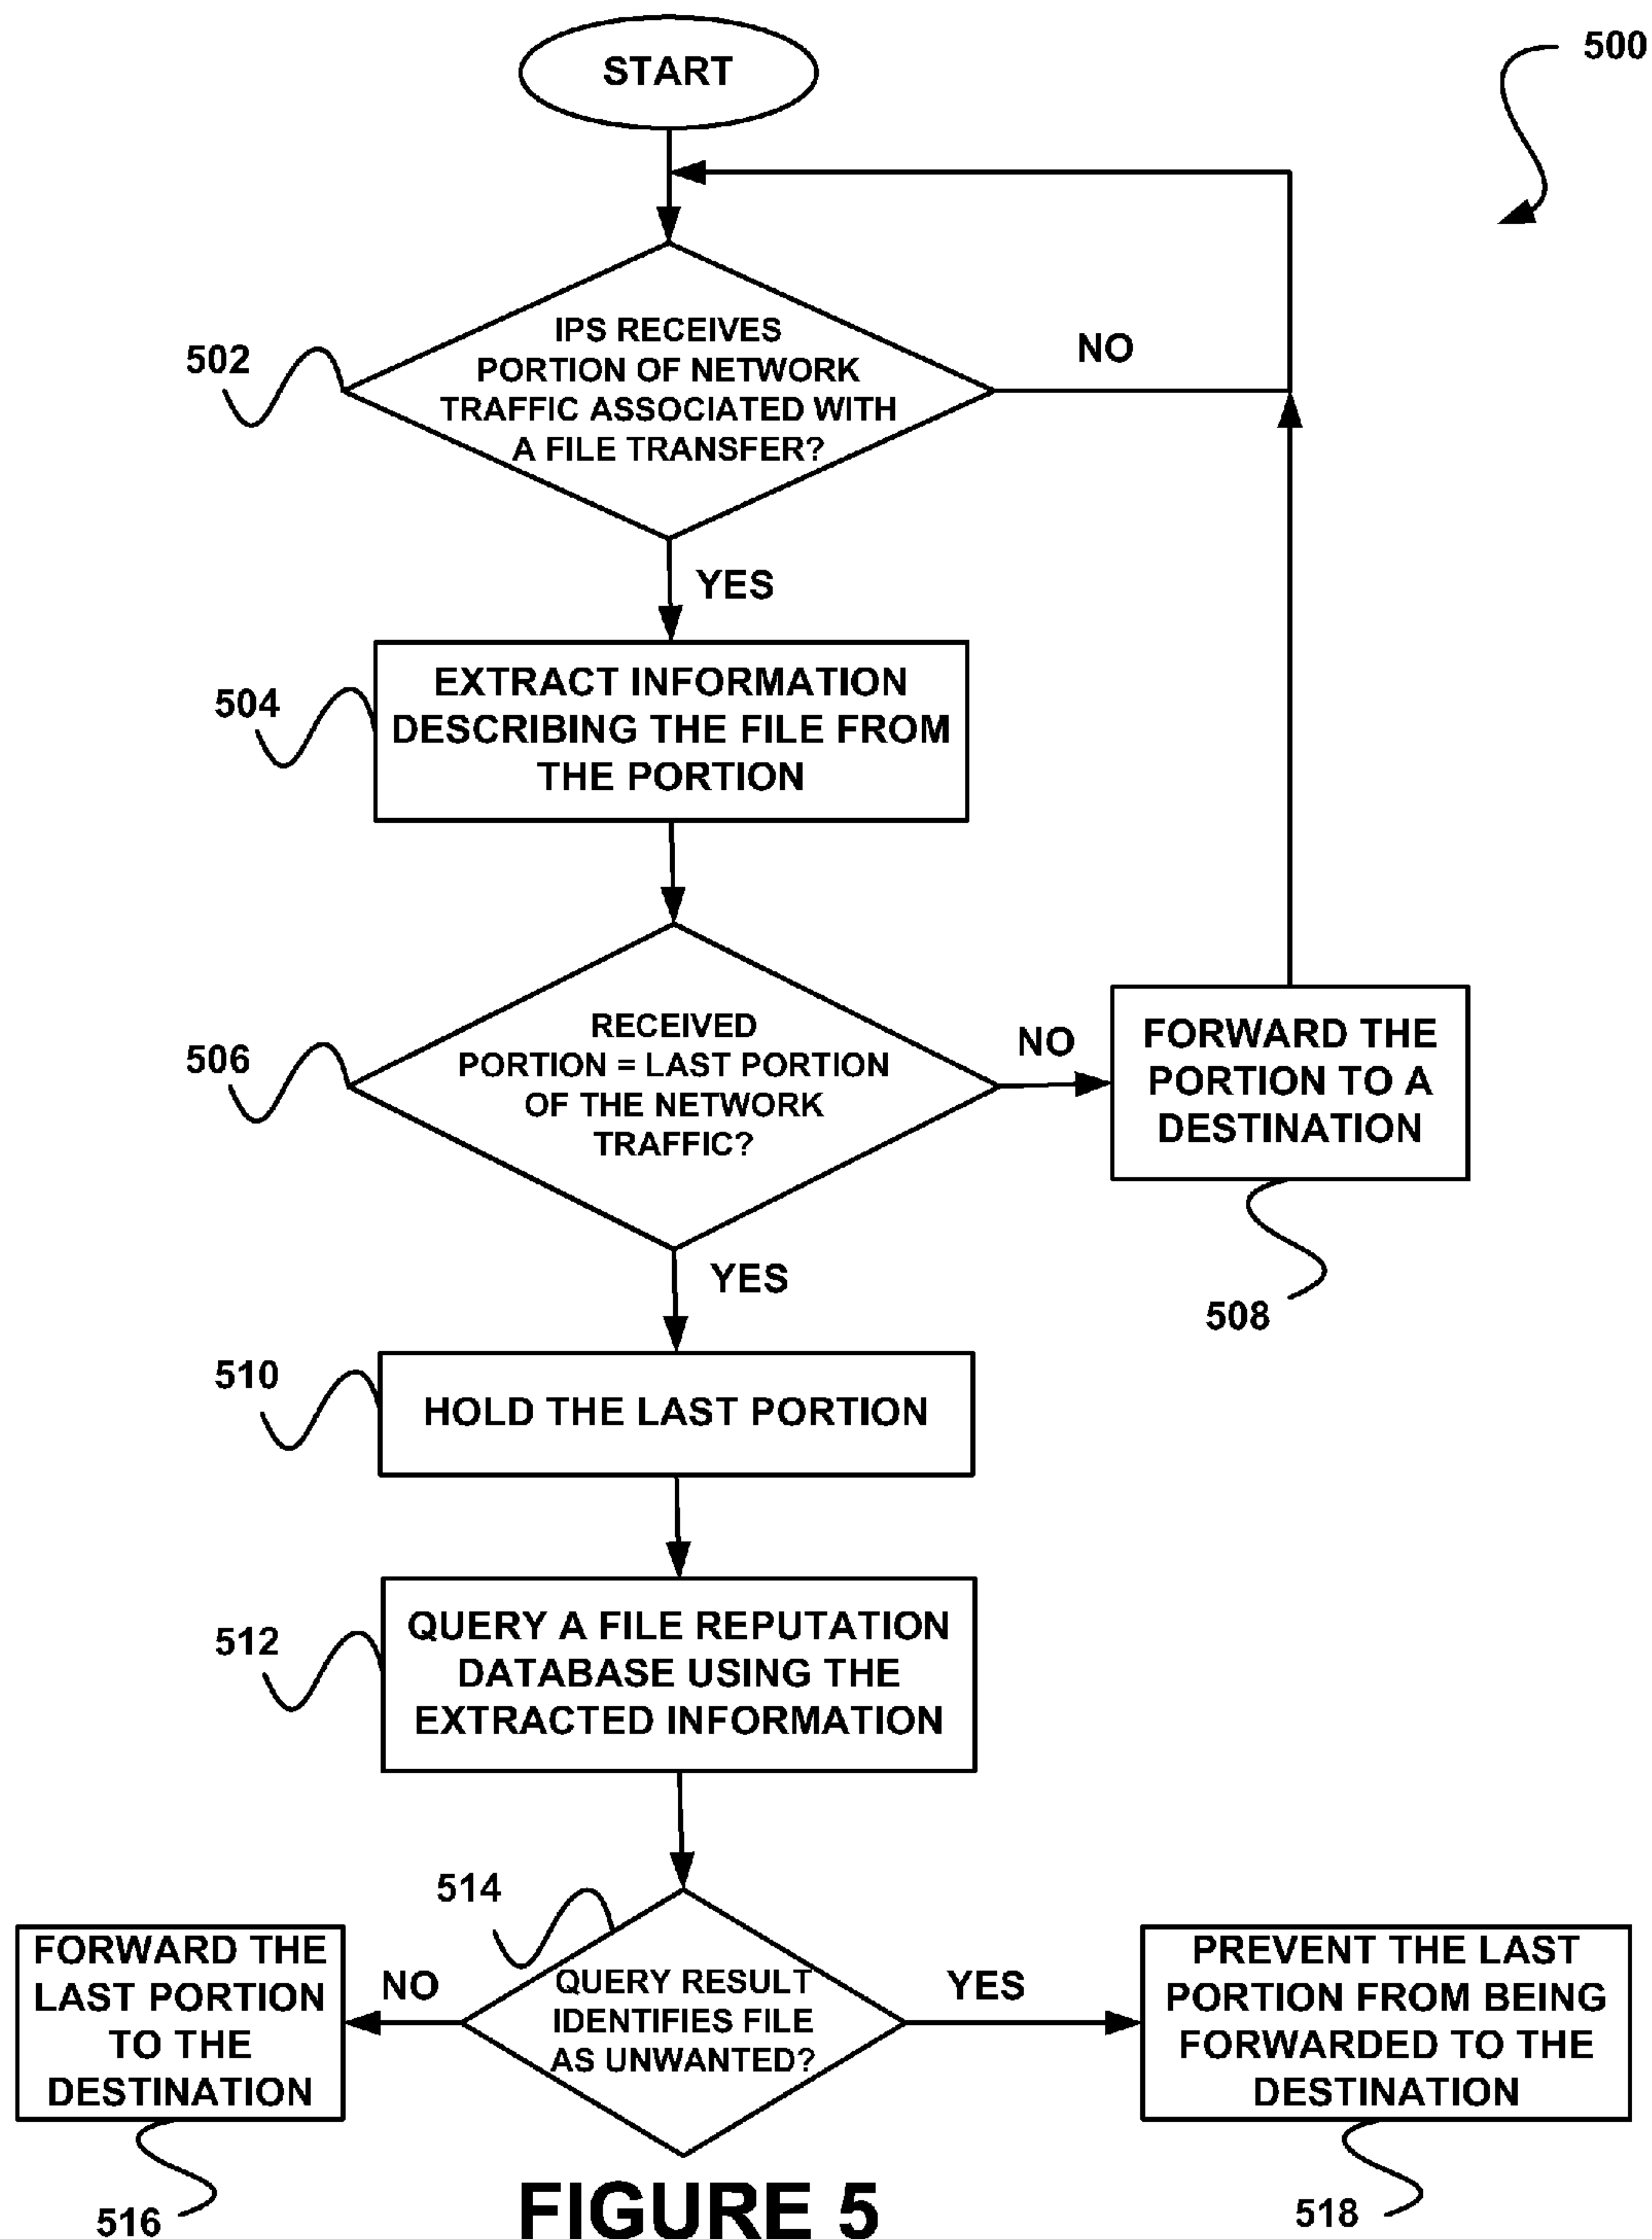 START
500
502
IPS RECEIVES
PORTION OF NETWORK
TRAFFIC ASSOCIATED WITH
A FILE TRANSFER?
NO
YES
504
EXTRACT INFORMATION
DESCRIBING THE FILE FROM
THE PORTION
506
RECEIVED
PORTION = LAST PORTION
OF THE NETWORK
TRAFFIC?
NO
FORWARD THE
PORTION TO A
DESTINATION
508
YES
510
HOLD THE LAST PORTION
512
QUERY A FILE REPUTATION
DATABASE USING THE
EXTRACTED INFORMATION
514
QUERY RESULT
IDENTIFIES FILE
AS UNWANTED?
NO
FORWARD THE
LAST PORTION
TO THE
DESTINATION
516
YES
PREVENT THE LAST
PORTION FROM BEING
FORWARDED TO THE
DESTINATION
518
FIGURE 5